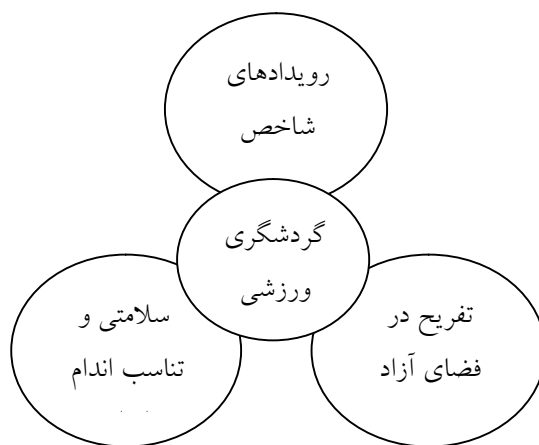 رویدادهای
شاخص
گردشگری
ورزشی
سلامتی و
تناسب اندام
تفریح در
فضای آزاد